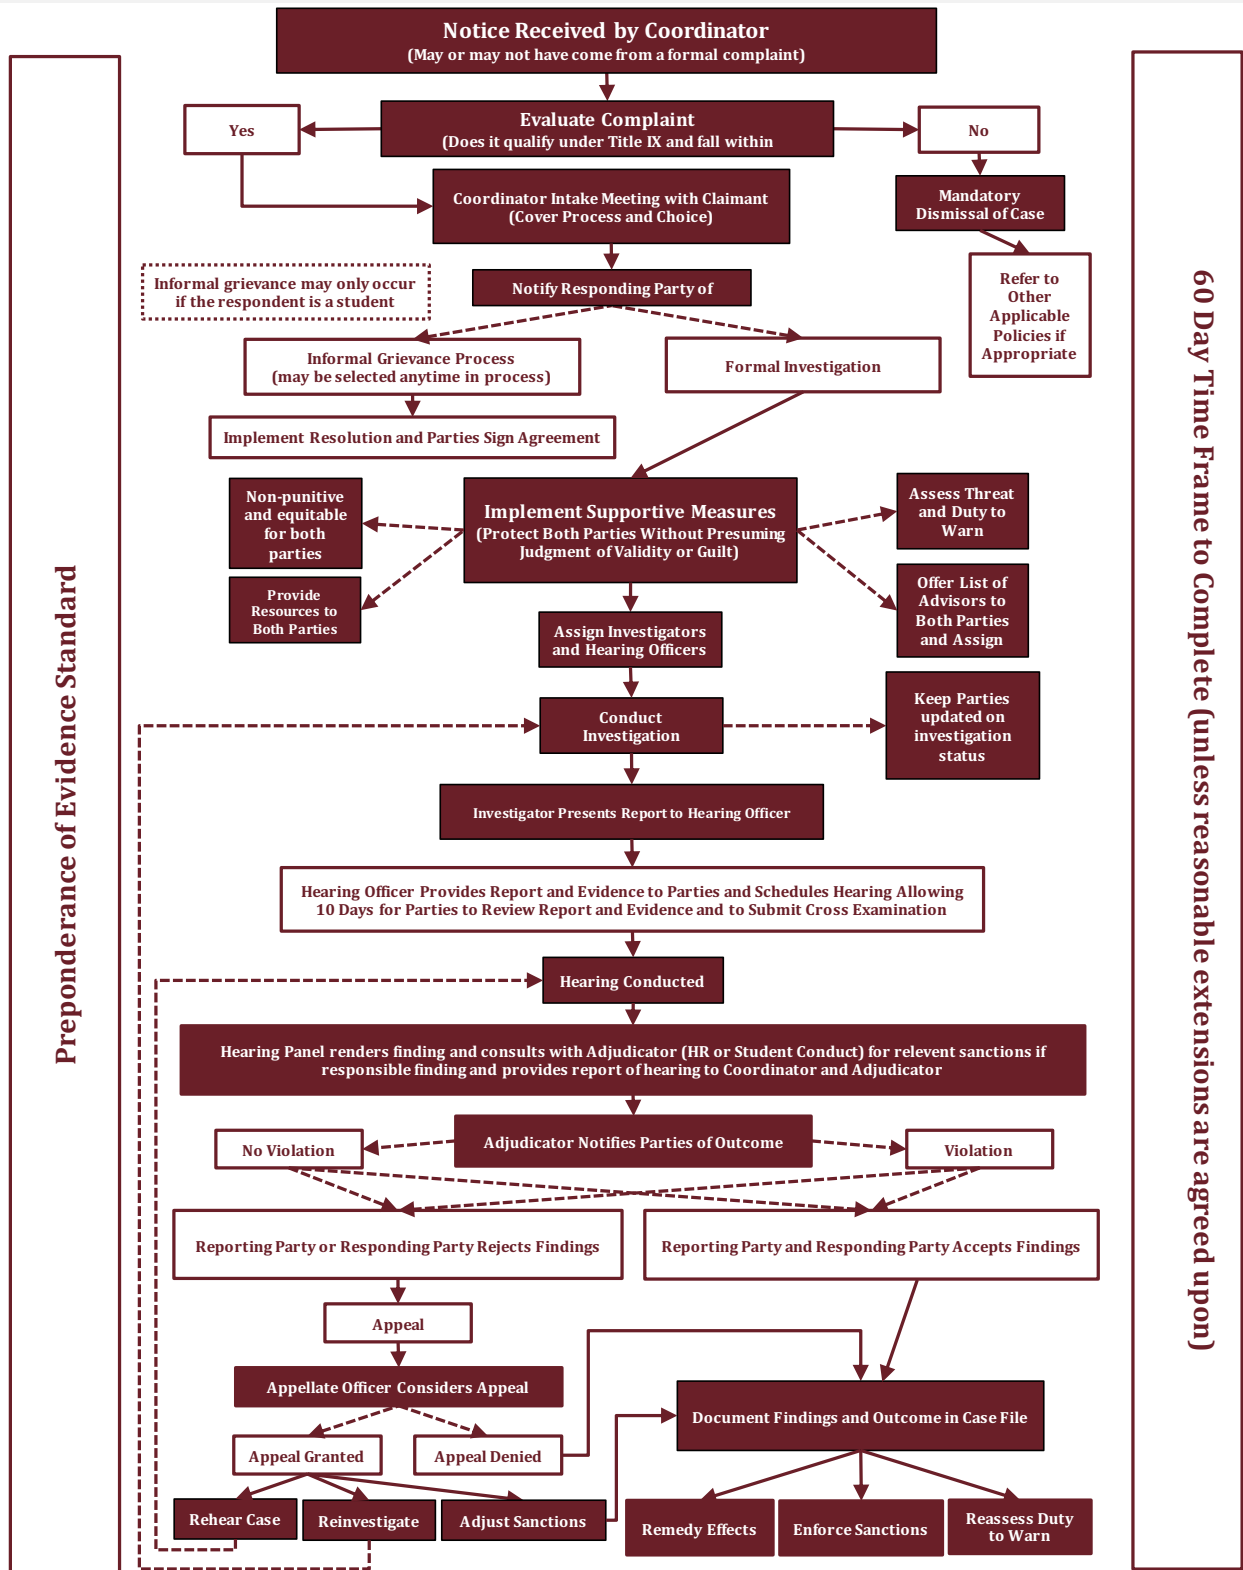 Notice Received by Coordinator
(May or may not have come from a formal complaint)
Yes
Evaluate Complaint
(Does it qualify under Title IX and fall within
No
Coordinator Intake Meeting with Claimant
(Cover Process and Choice)
Mandatory
Dismissal of Case
Informal grievance may only occur
if the respondent is a student
Notify Responding Party of
Refer to
Other
Applicable
Policies if
Appropriate
Informal Grievance Process
(may be selected anytime in process)
Formal Investigation
Implement Resolution and Parties Sign Agreement
Non-punitive
and equitable
for both
parties
Implement Supportive Measures
(Protect Both Parties Without Presuming
Judgment of Validity or Guilt)
Assess Threat
and Duty to
Warn
Provide
Resources to
Both Parties
Offer List of
Advisors to
Both Parties
and Assign
Assign Investigators
and Hearing Officers
Conduct
Investigation
Keep Parties
updated on
investigation
status
Investigator Presents Report to Hearing Officer
Hearing Officer Provides Report and Evidence to Parties and Schedules Hearing Allowing
10 Days for Parties to Review Report and Evidence and to Submit Cross Examination
Hearing Conducted
Hearing Panel renders finding and consults with Adjudicator (HR or Student Conduct) for relevent sanctions if
responsible finding and provides report of hearing to Coordinator and Adjudicator
No Violation
Adjudicator Notifies Parties of Outcome
Violation
Reporting Party or Responding Party Rejects Findings
Reporting Party and Responding Party Accepts Findings
Appeal
Appellate Officer Considers Appeal
Document Findings and Outcome in Case File
Appeal Granted
Appeal Denied
Rehear Case
Reinvestigate
Adjust Sanctions
Remedy Effects
Enforce Sanctions
Reassess Duty
to Warn
Preponderance of Evidence Standard
60 Day Time Frame to Complete (unless reasonable extensions are agreed upon)